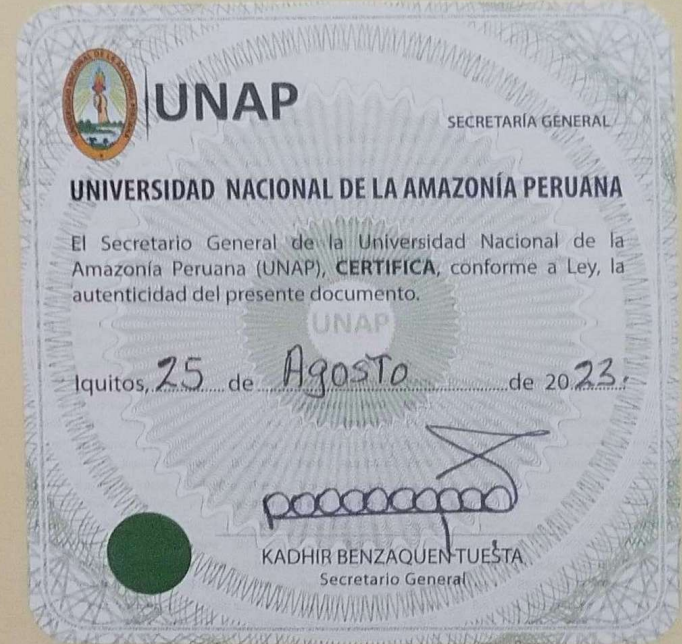 UNAP
SECRETARÍA GENERAL
UNIVERSIDAD NACIONAL DE LA AMAZONÍA PERUANA
El Secretario General de la Universidad Nacional de la
Amazonía Peruana (UNAP), CERTIFICA, conforme a Ley, la
autenticidad del presente documento.
UNAP
Iquitos, 25 de Agosto de 2023.
KADHIR BENZAQUEN TUESTA
Secretario General